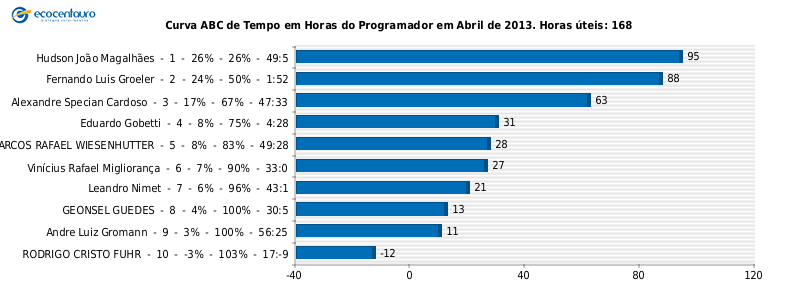 ecocentauro
Curva ABC de Tempo em Horas do Programador em Abril de 2013. Horas úteis: 168
Hudson João Magalhães - 1 - 26% - 26% - 49:5 95
Fernando Luis Groeler - 2 - 24% - 50% - 1:52 88
Alexandre Specian Cardoso - 3 - 17% - 67% - 47:33 63
Eduardo Gobetti - 4 - 8% - 75% - 4:28 31
ARCOS RAFAEL WIESENHUTTER - 5 - 8% - 83% - 49:28 28
Vinícius Rafael Migliorança - 6 - 7% - 90% - 33:0 27
Leandro Nimet - 7 - 6% - 96% - 43:1 21
GEONSEL GUEDES - 8 - 4% - 100% - 30:5 13
Andre Luiz Gromann - 9 - 3% - 100% - 56:25 11
RODRIGO CRISTO FUHR - 10 - -3% - 103% - 17:-9 -12
-40 0 40 80 120